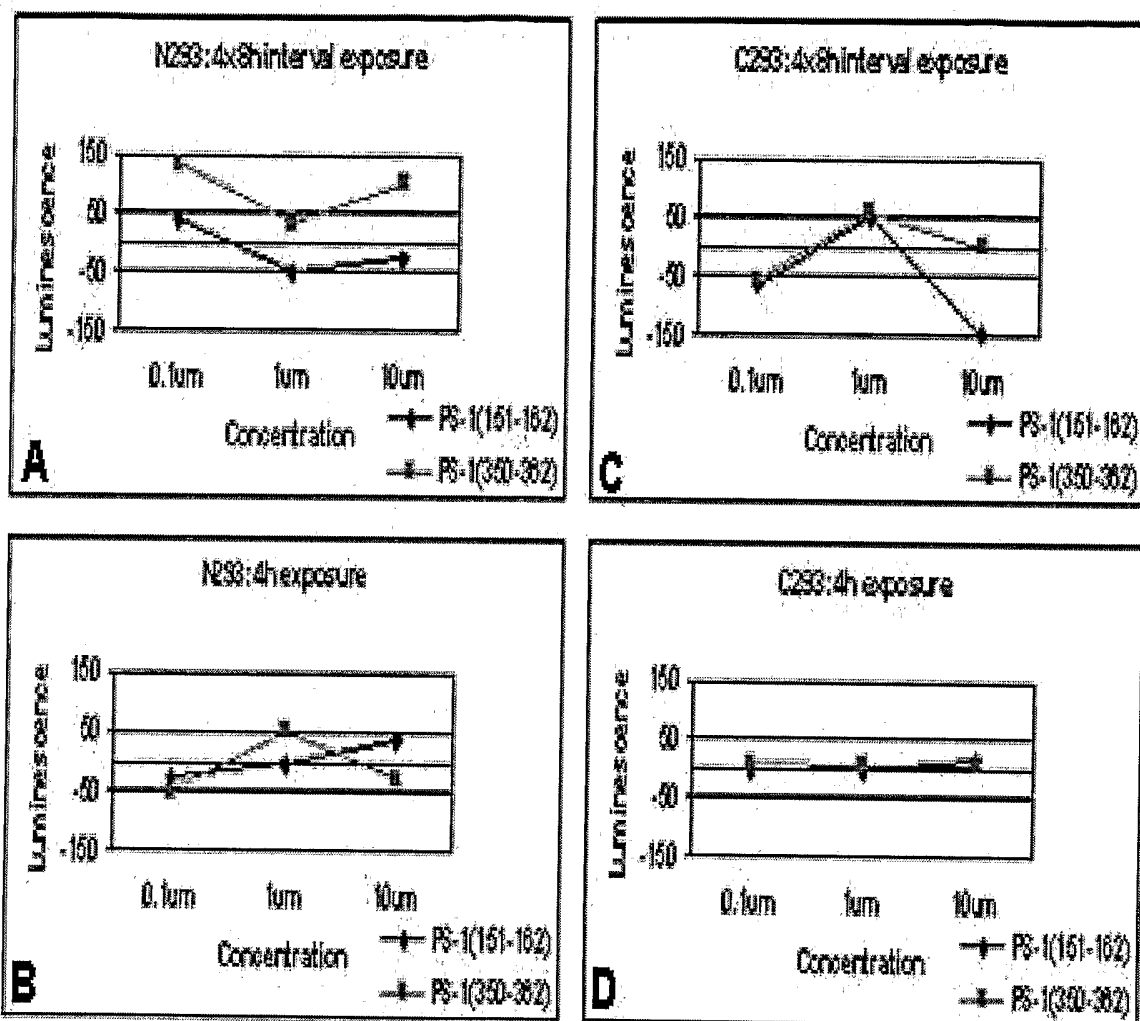 N293:4x8h interval exposure
Luminescence
150
50
-50
-150
0.1um 1um 10um
Concentration
PS-1(151-162)
PS-1(350-362)
A
C293:4x8h interval exposure
Luminescence
150
50
-50
-150
0.1um 1um 10um
Concentration
PS-1(151-162)
PS-1(350-362)
C
N293:4h exposure
Luminescence
150
50
-50
-150
0.1um 1um 10um
Concentration
PS-1(151-162)
PS-1(350-362)
B
C293:4h exposure
Luminescence
150
50
-50
-150
0.1um 1um 10um
Concentration
PS-1(151-162)
PS-1(350-362)
D